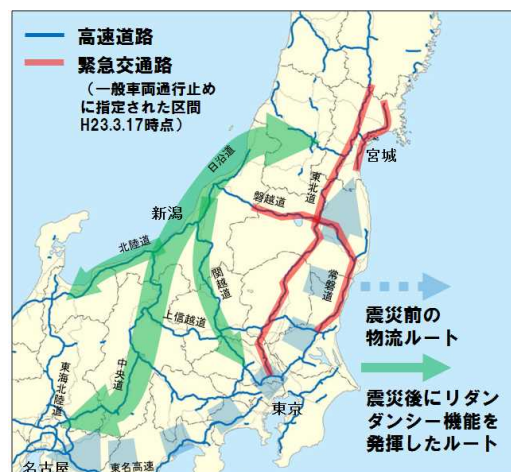 高速道路
緊急交通路
（一般車両通行止め
に指定された区間
H23.3.17時点）
日沿道
宮城
東北道
磐越道
新潟
北陸道
関越道
常磐道
上信越道
震災前の
物流ルート
中央道
東海北陸道
東京
震災後にリダン
ダンシー機能を
発揮したルート
名古屋
東名高速